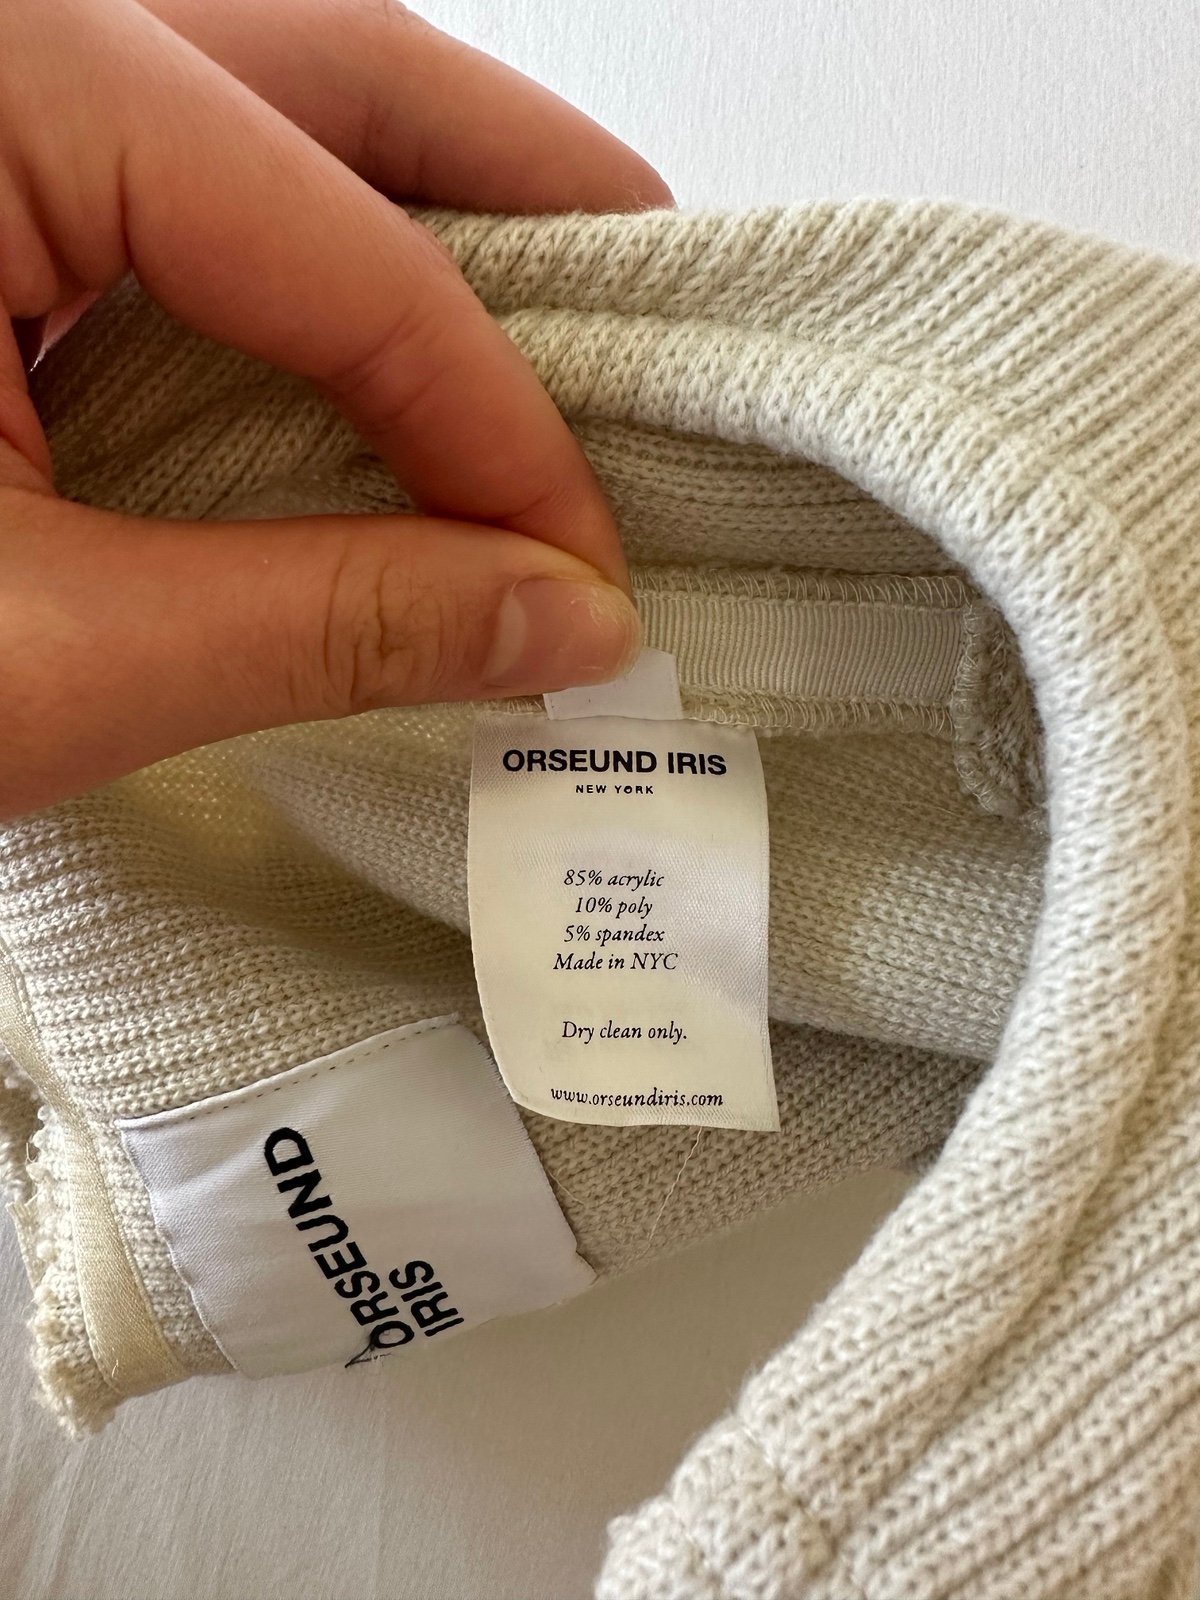 ORSEUND IRIS
NEW YORK
85% acrylic
10% poly
5% spandex
Made in NYC
Dry clean only.
www.orseundiris.com
ORSEUND
ORSEUND
IRIS